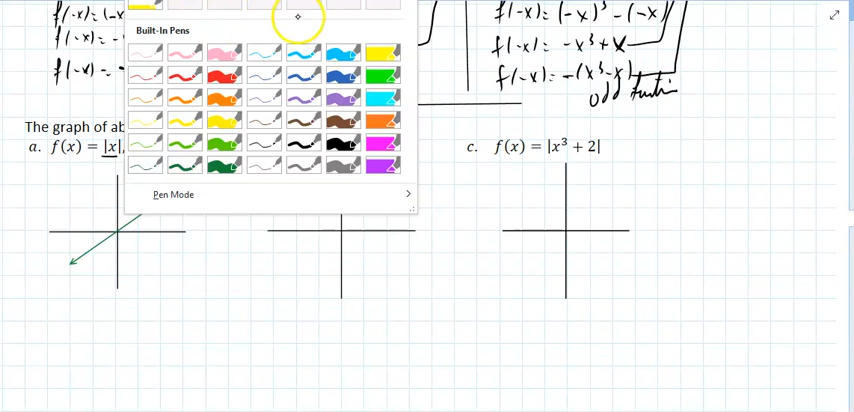 f(-x)=(-x
f(-x)= (-x)³ - (-x)
Built-In Pens
f(-x)= -
f(-x) = -x³ + x
f(-x) = -
f(-x) = -(x³-x)
odd function
The graph of ab
a. f(x) = |x|,
c. f(x) = |x³ + 2|
Pen Mode